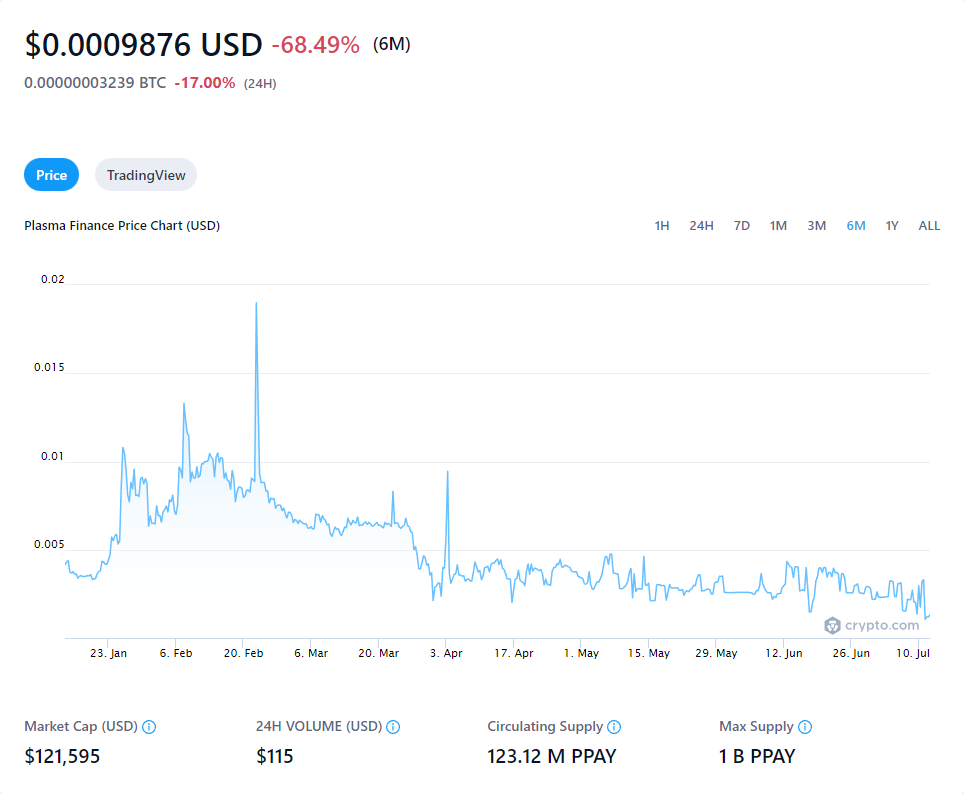 $0.0009876 USD -68.49% (6M)
0.00000003239 BTC -17.00% (24H)
Price TradingView
Plasma Finance Price Chart (USD) 1H 24H 7D 1M 3M 6M 1Y ALL
0.02
0.015
0.01
0.005
crypto.com
23. Jan 6. Feb 20. Feb 6. Mar 20. Mar 3. Apr 17. Apr 1. May 15. May 29. May 12. Jun 26. Jun 10. Jul
Market Cap (USD) 24H VOLUME (USD) Circulating Supply Max Supply
$121,595 $115 123.12 M PPAY 1 B PPAY